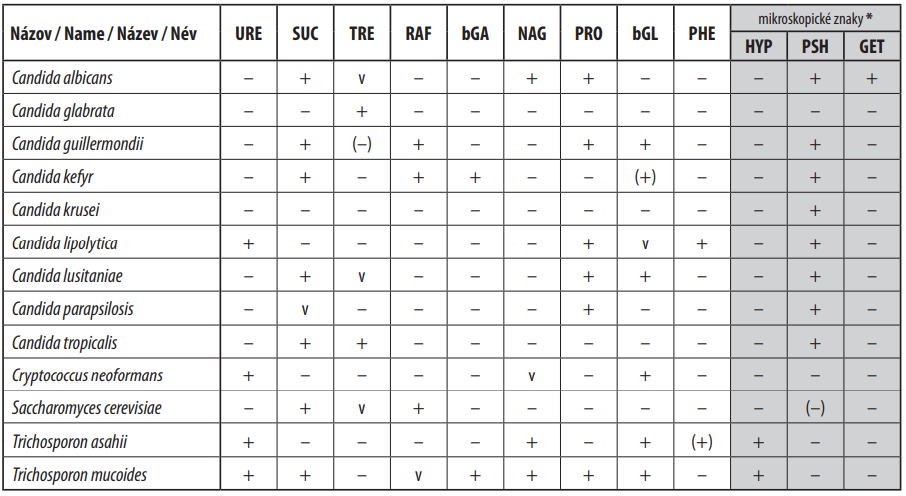 Názov / Name / Název / Név URE SUC TRE RAF bGA NAG PRO bGL PHE mikroskopické znaky *
HYP PSH GET
Candida albicans – + v – – + + – – – + +
Candida glabrata – – + – – – – – – – – –
Candida guillermondii – + (–) + – – + + – – + –
Candida kefyr – + – + + – – (+) – – + –
Candida krusei – – – – – – – – – – + –
Candida lipolytica + – – – – – + v + – + –
Candida lusitaniae – + v – – – + + – – + –
Candida parapsilosis – v – – – – + – – – + –
Candida tropicalis – + + – – – – – – – + –
Cryptococcus neoformans + – – – – v – + – – – –
Saccharomyces cerevisiae – + v + – – – – – – (–) –
Trichosporon asahii + – – – – + – + (+) + – –
Trichosporon mucoides + + – v + + + + – + – –